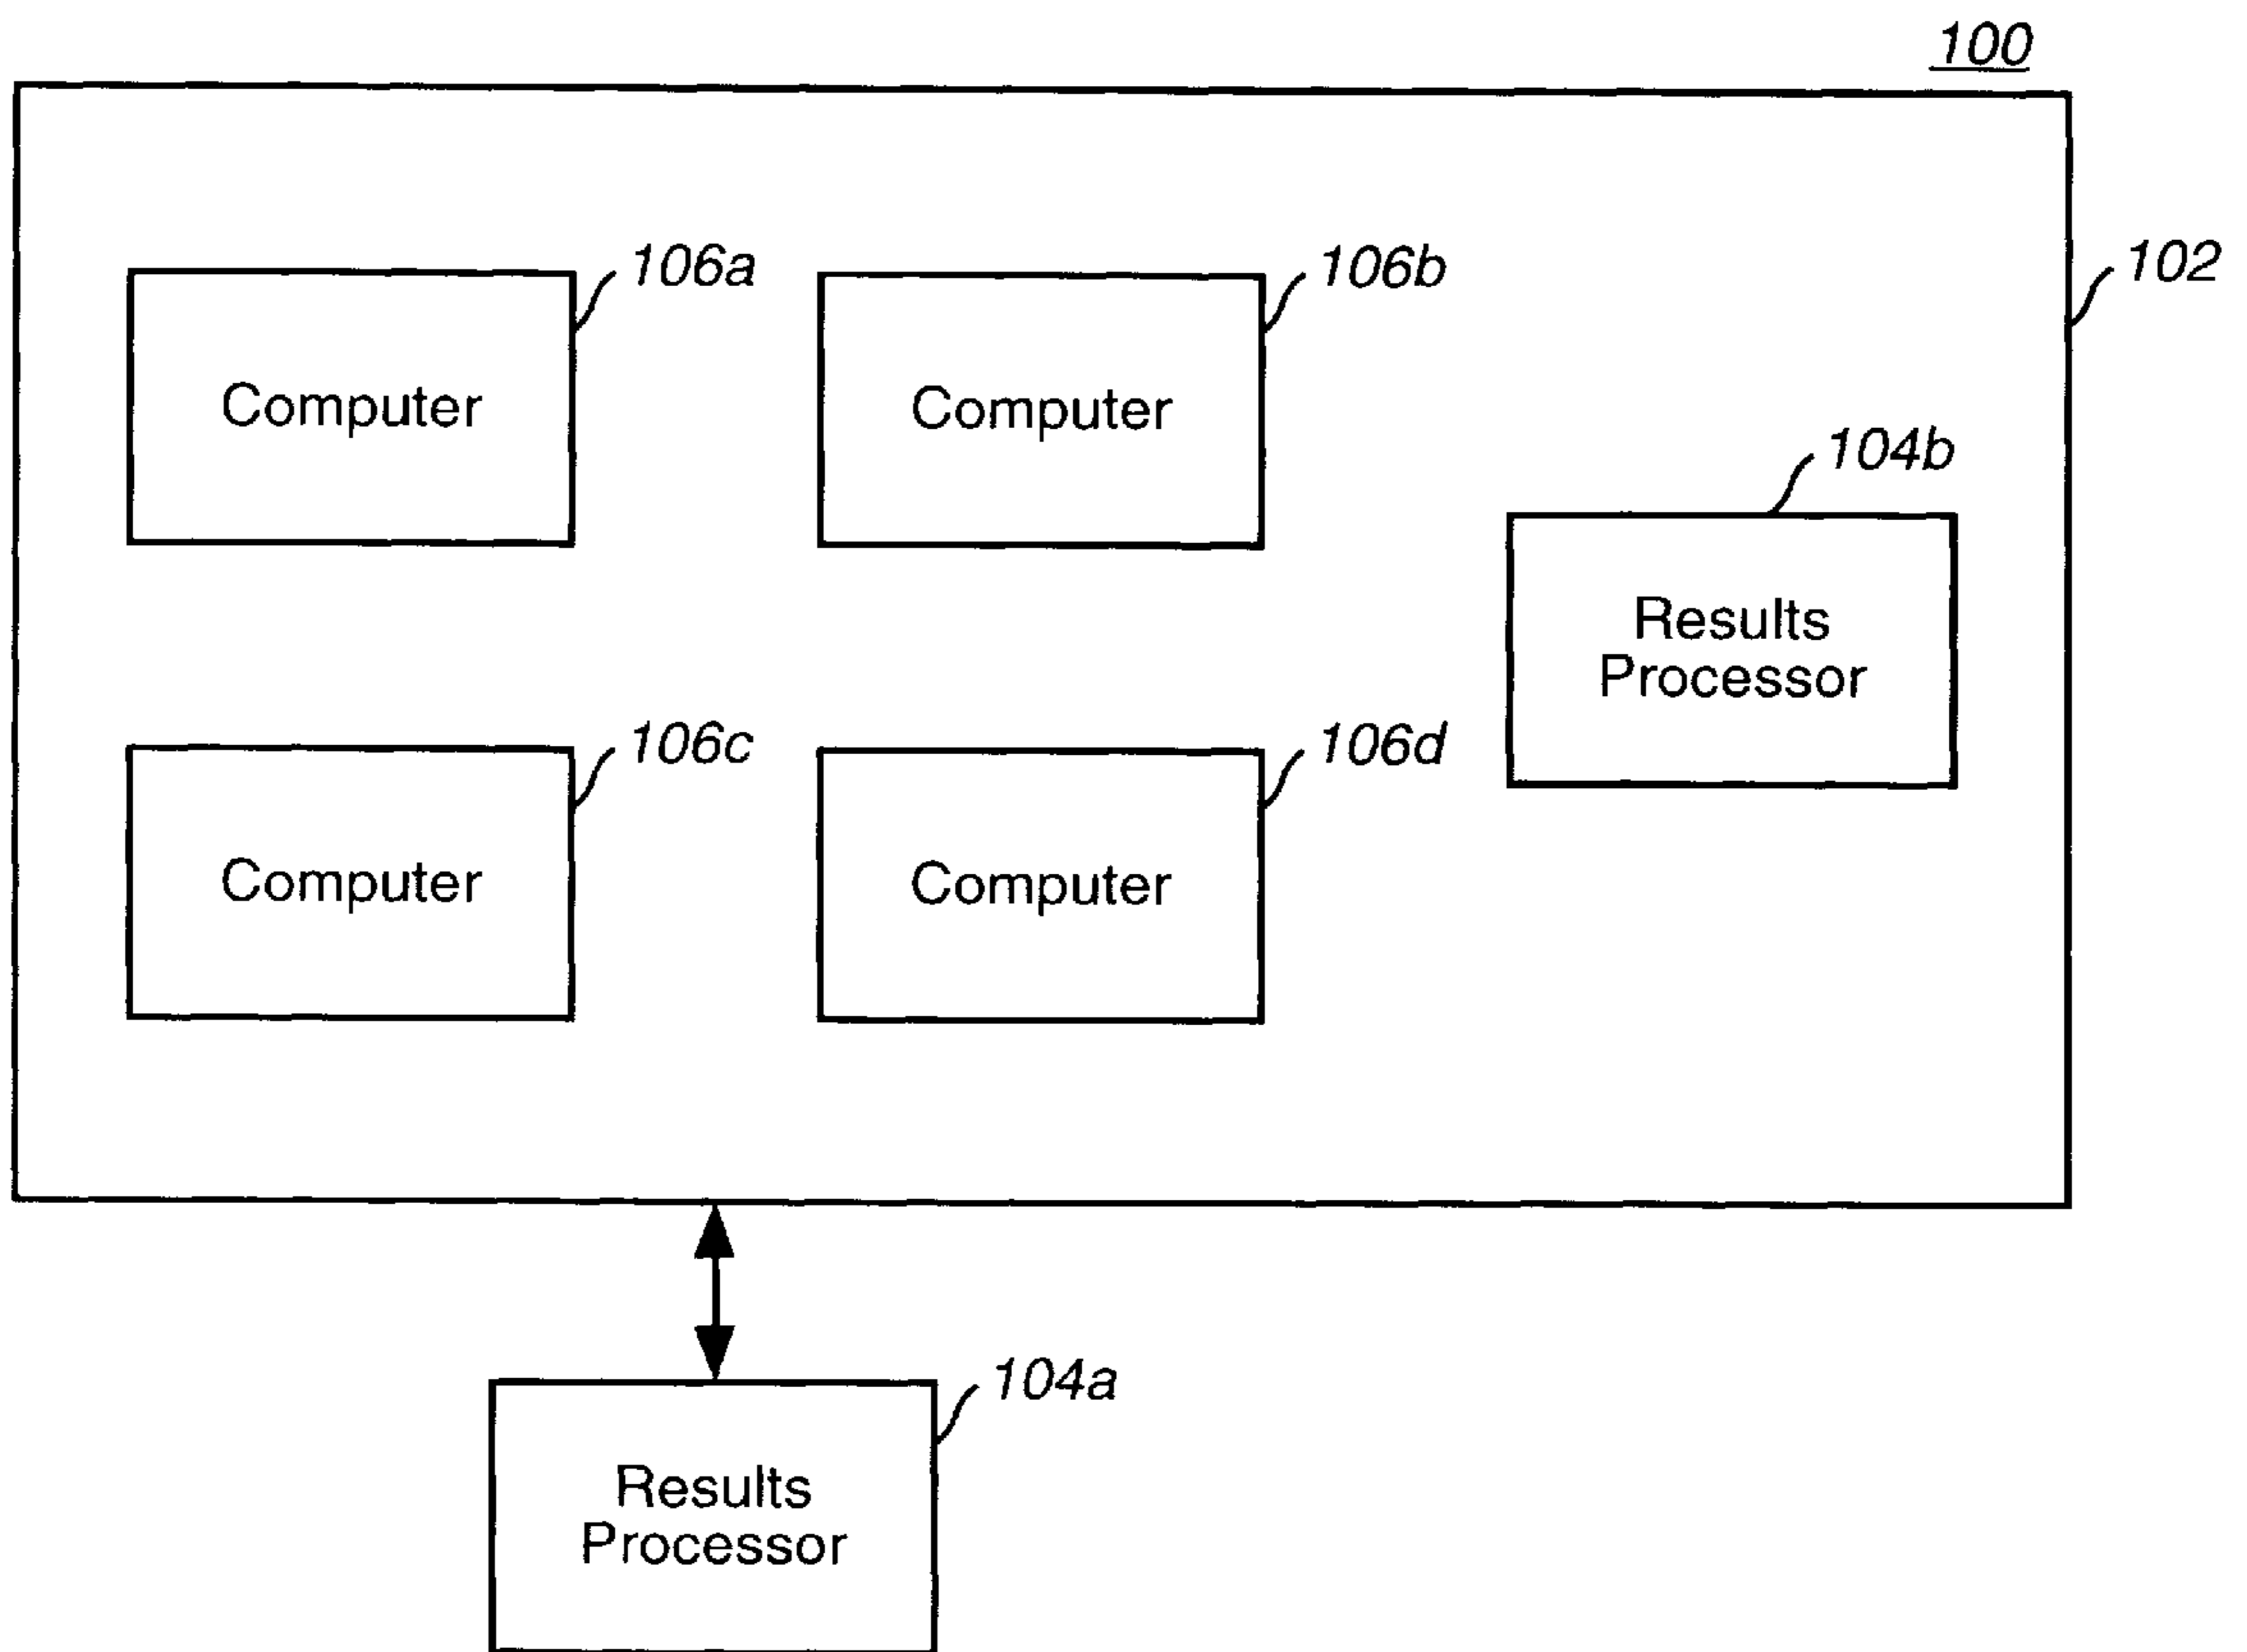 100
102
106a
Computer
106b
Computer
104b
Results
Processor
106c
Computer
106d
Computer
104a
Results
Processor